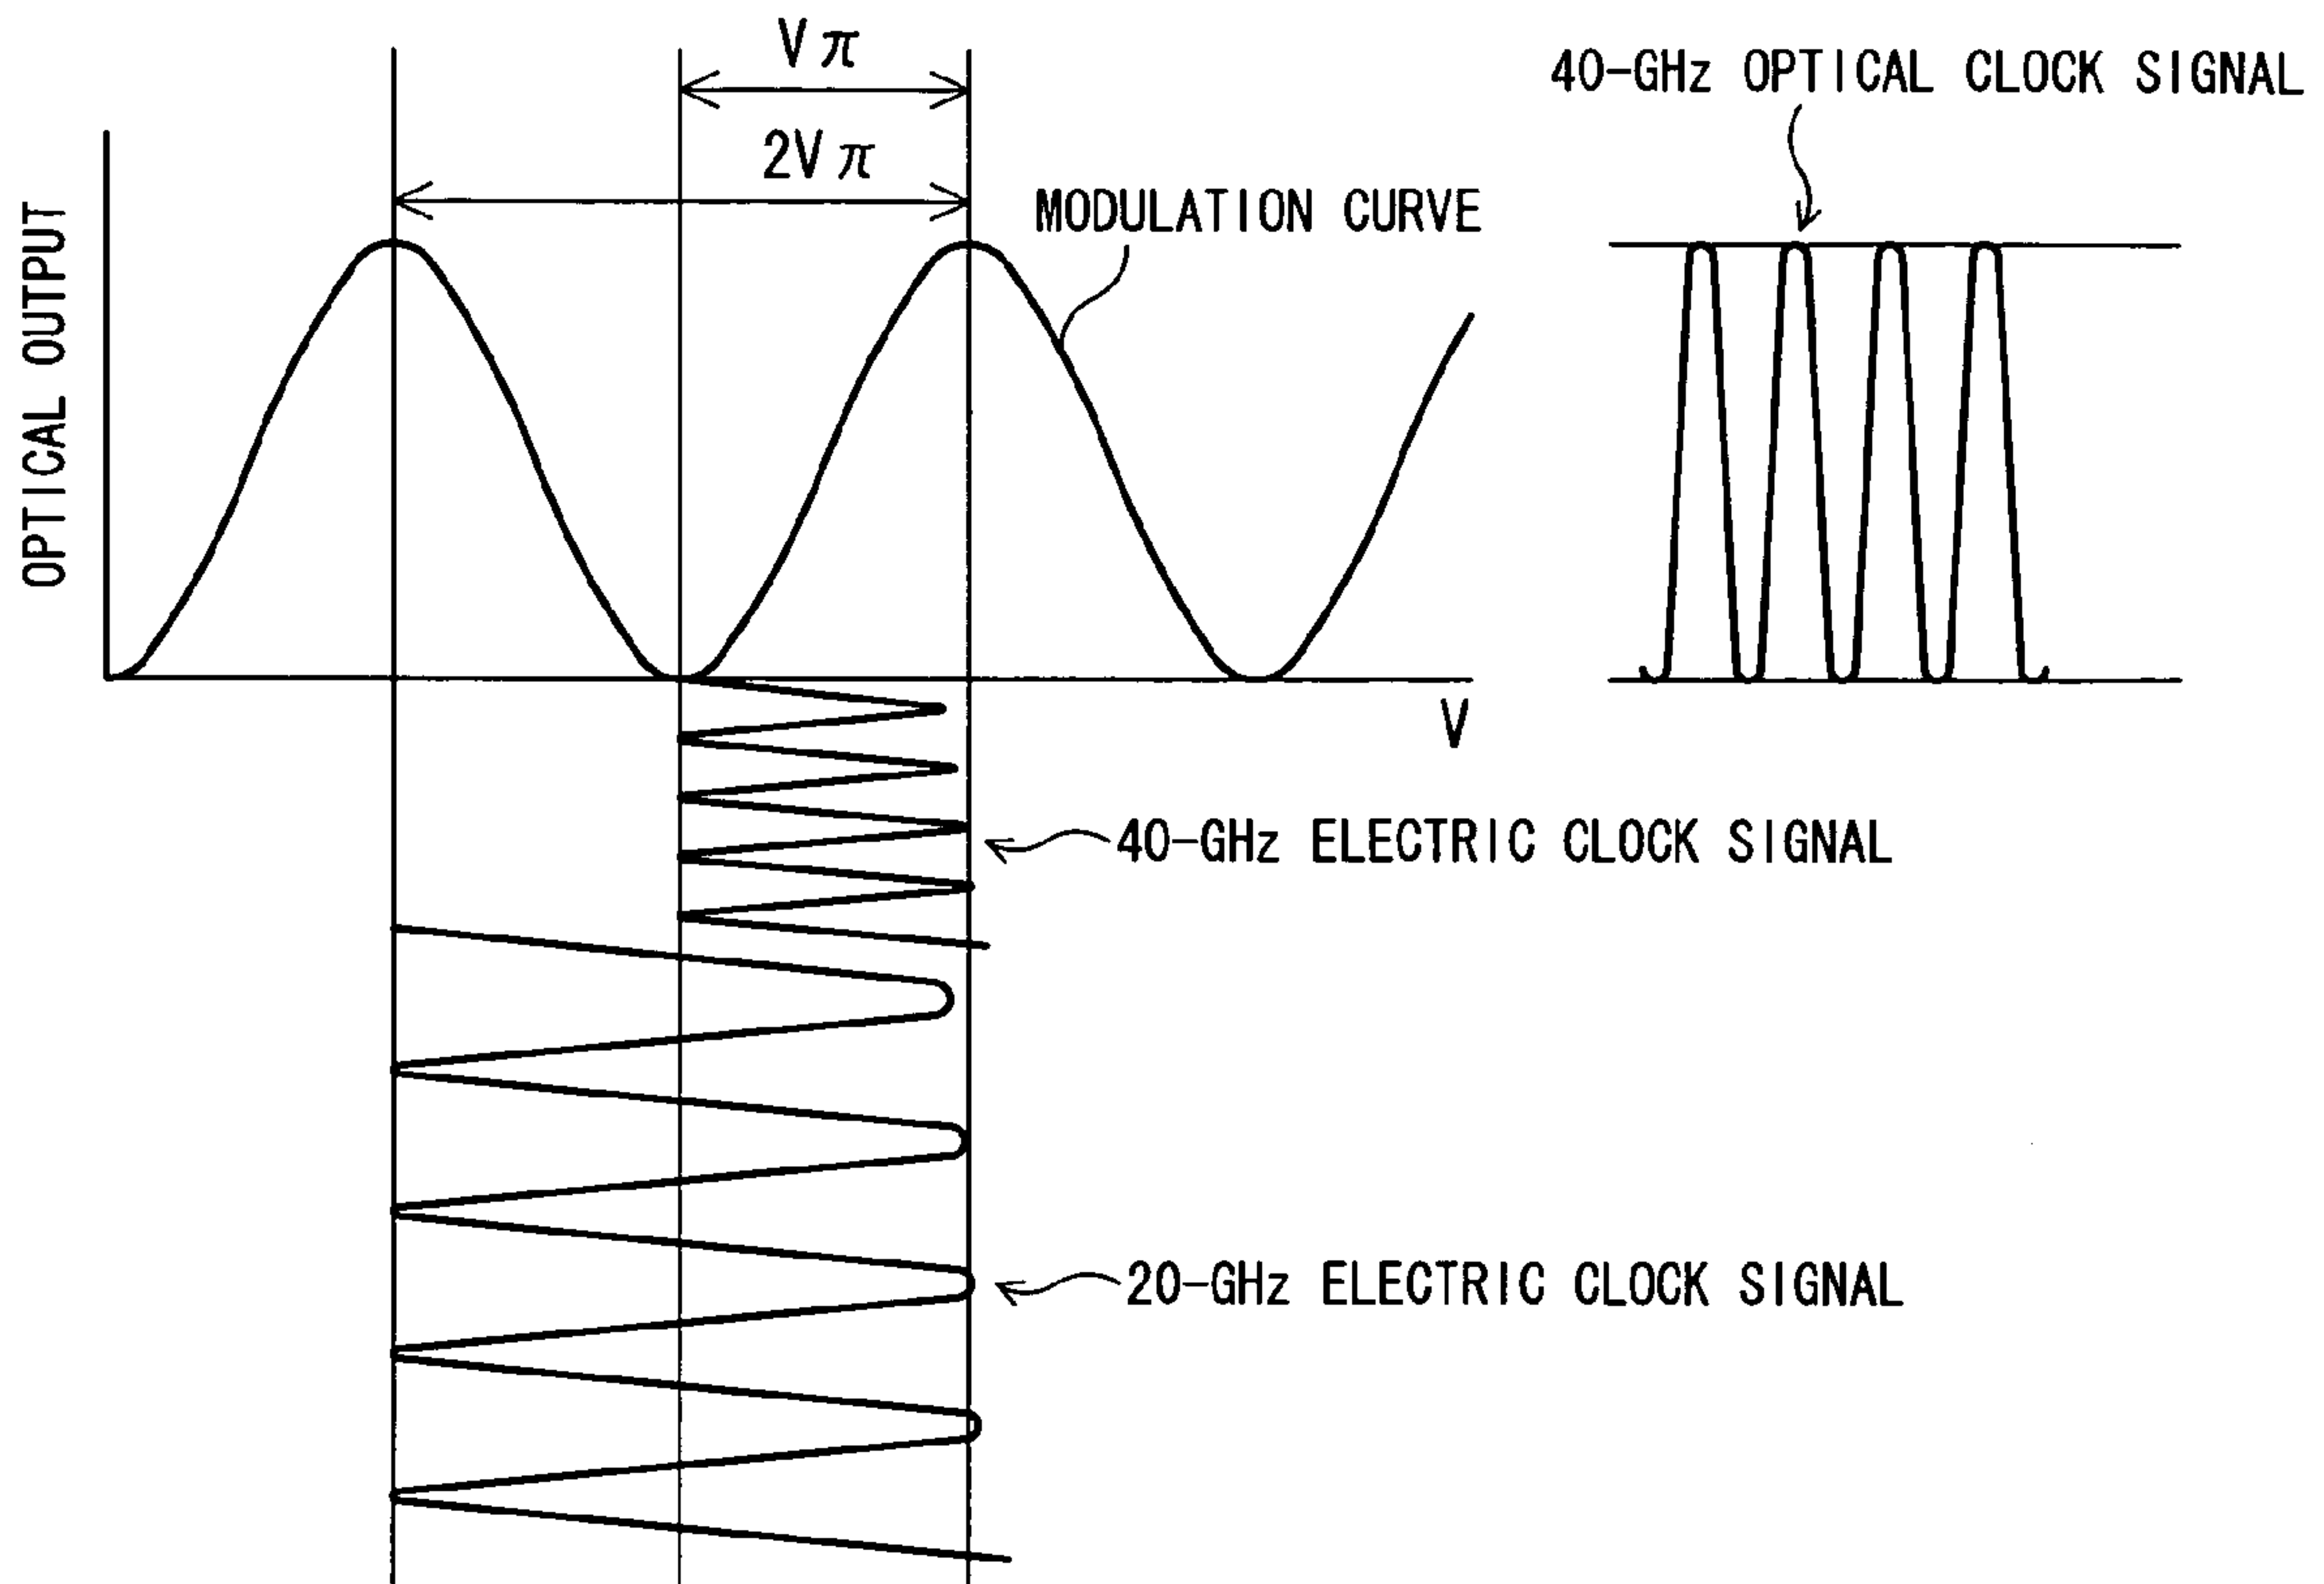 Vπ
40-GHz OPTICAL CLOCK SIGNAL
2Vπ
MODULATION CURVE
OPTICAL OUTPUT
V
40-GHz ELECTRIC CLOCK SIGNAL
20-GHz ELECTRIC CLOCK SIGNAL